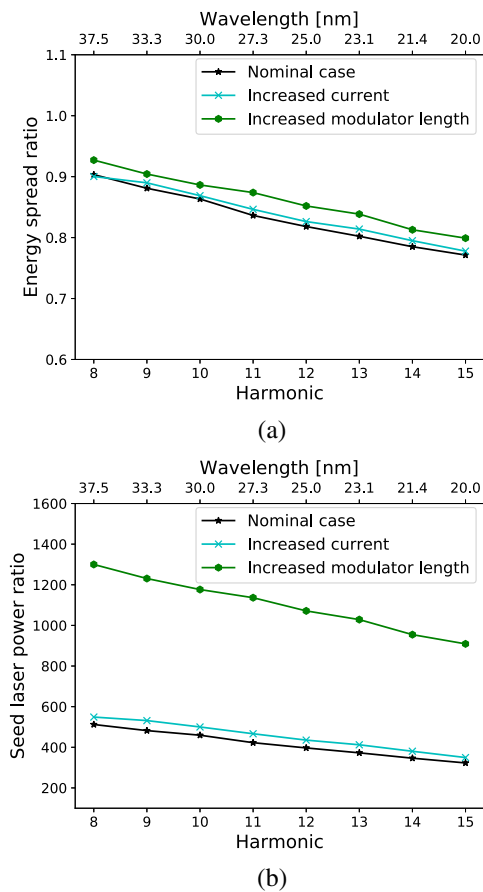 Wavelength [nm]
37.5 33.3 30.0 27.3 25.0 23.1 21.4 20.0
1.1
1.0
0.9
0.8
0.7
0.6
Energy spread ratio
Nominal case
Increased current
Increased modulator length
8 9 10 11 12 13 14 15
Harmonic
(a)
Wavelength [nm]
37.5 33.3 30.0 27.3 25.0 23.1 21.4 20.0
1600
1400
1200
1000
800
600
400
200
Seed laser power ratio
Nominal case
Increased current
Increased modulator length
8 9 10 11 12 13 14 15
Harmonic
(b)